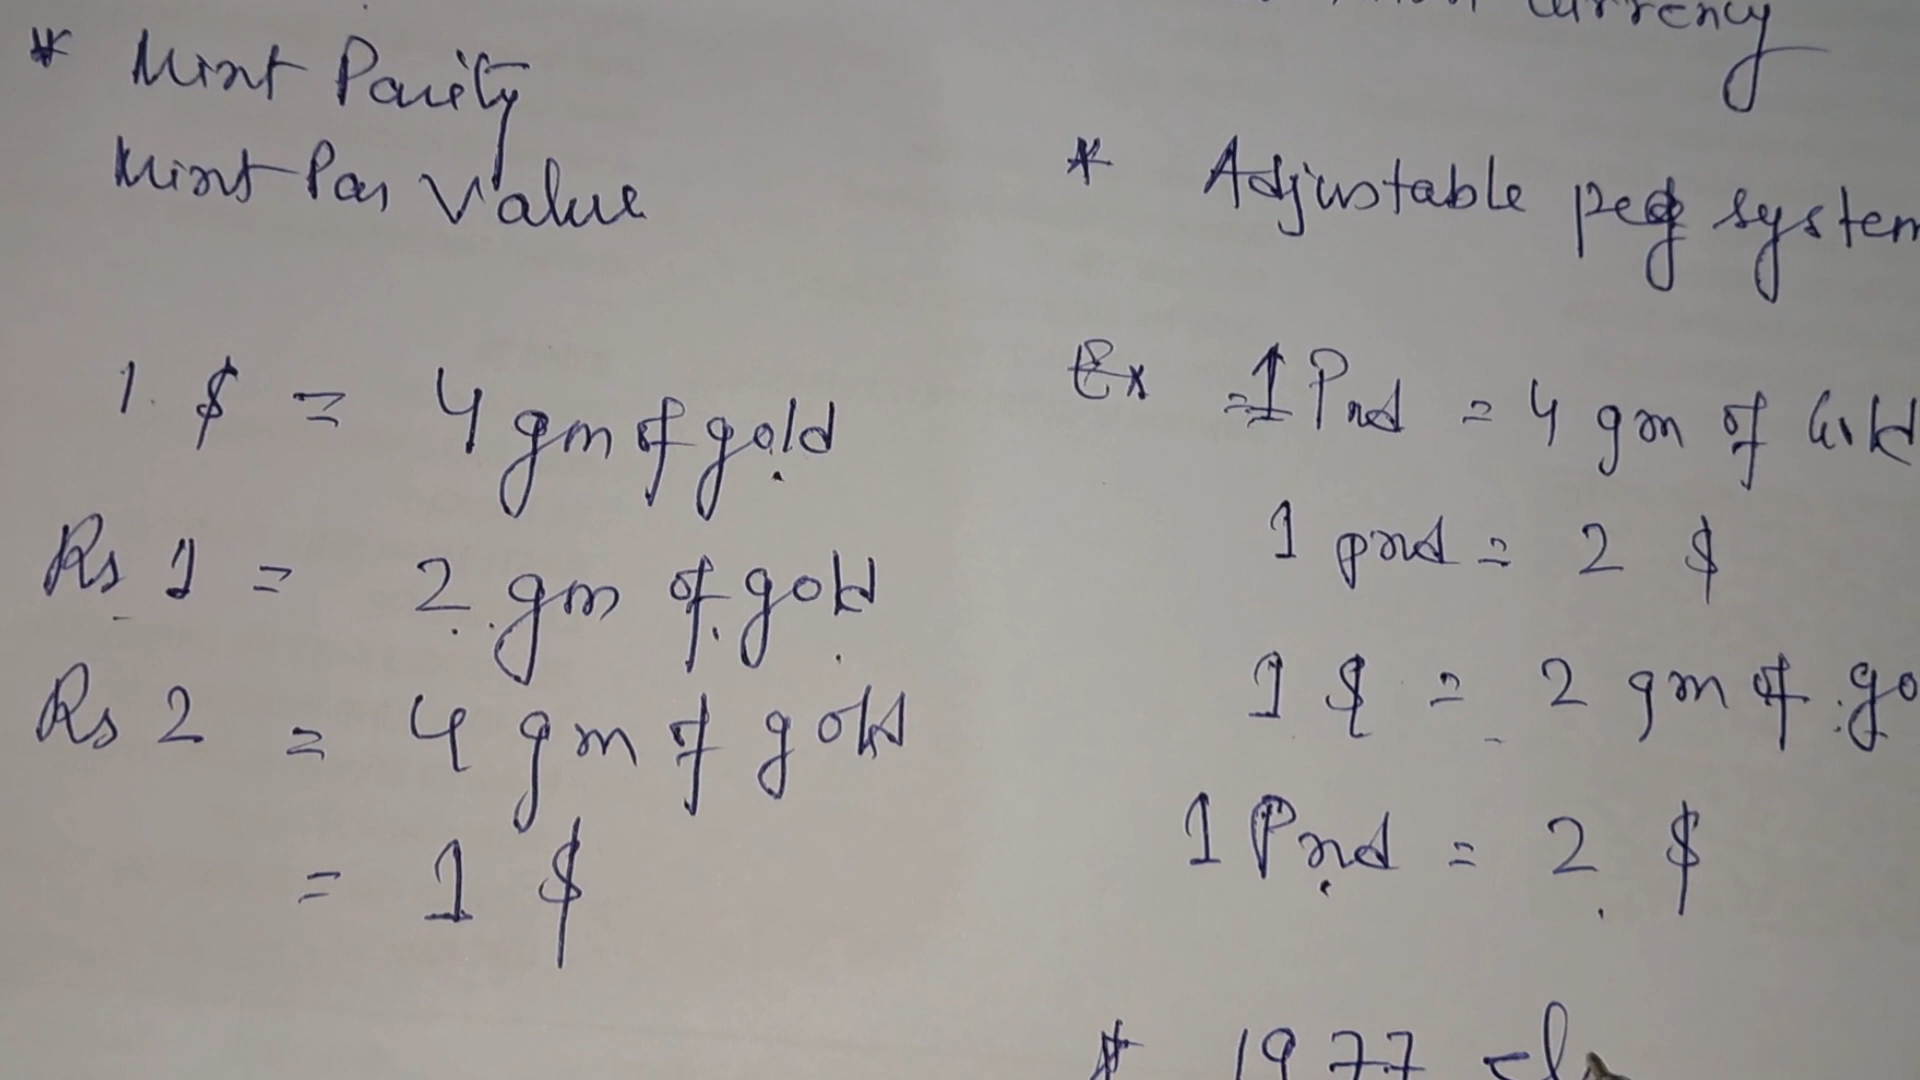 * Mint Parity
Mint Par Value
1 $ = 4 gm of gold
Rs 1 = 2 gm of gold
Rs 2 = 4 gm of gold
= 1 $
currency
* Adjustable peg system
Ex = 1 Pnd = 4 gm of Gold
1 pnd = 2 $
1 $ = 2 gm of go
1 Pnd = 2 $
* 1977